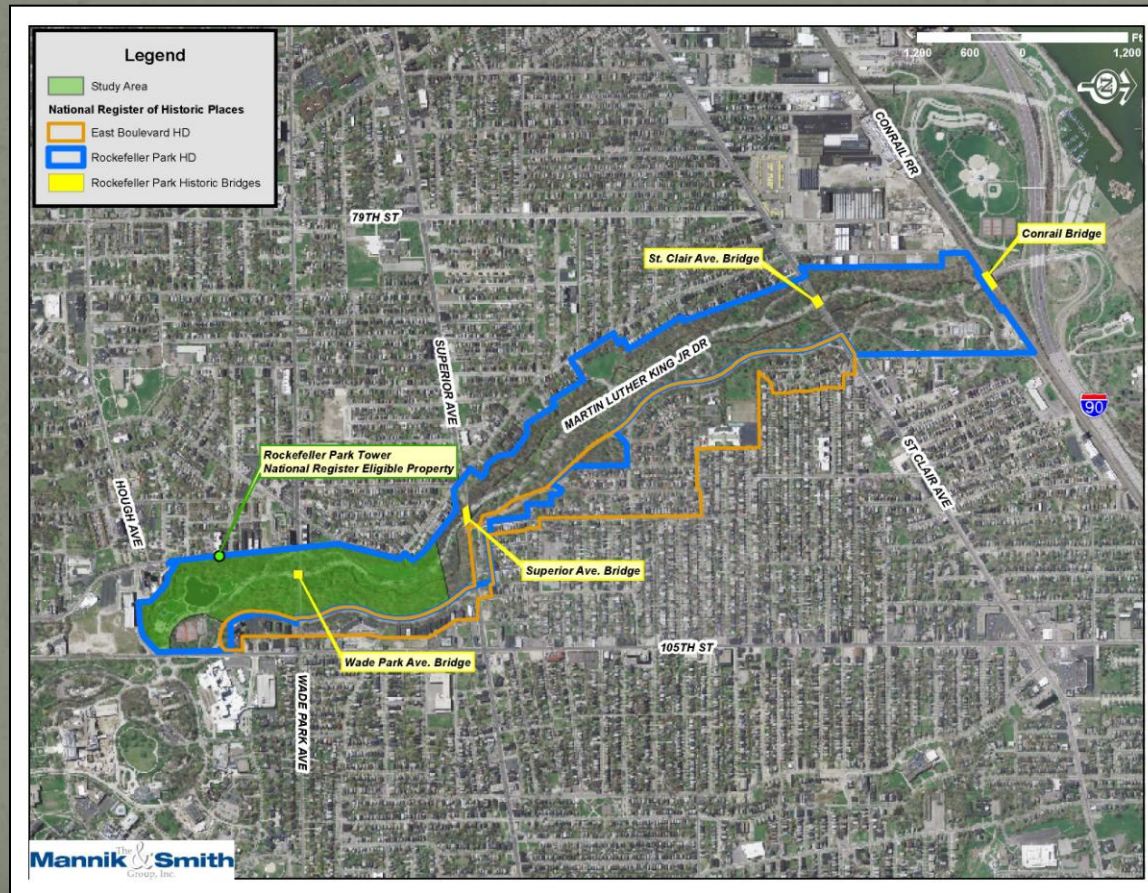 Legend
Study Area
National Register of Historic Places
East Boulevard HD
Rockefeller Park HD
Rockefeller Park Historic Bridges
Ft
1,200 600 0 1,200
N
CONRAIL RR
79TH ST
Conrail Bridge
St. Clair Ave. Bridge
SUPERIOR AVE
MARTIN LUTHER KING JR DR
90
Rockefeller Park Tower
National Register Eligible Property
ST CLAIR AVE
HOUGH AVE
Superior Ave. Bridge
105TH ST
Wade Park Ave. Bridge
WADE PARK AVE
The
Mannik & Smith
Group, Inc.